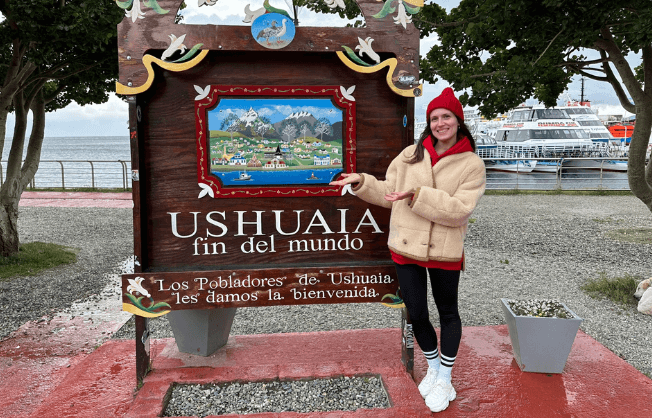 USHUAIA
fin del mundo
"Los Pobladores de Ushuaia
les damos la bienvenida.